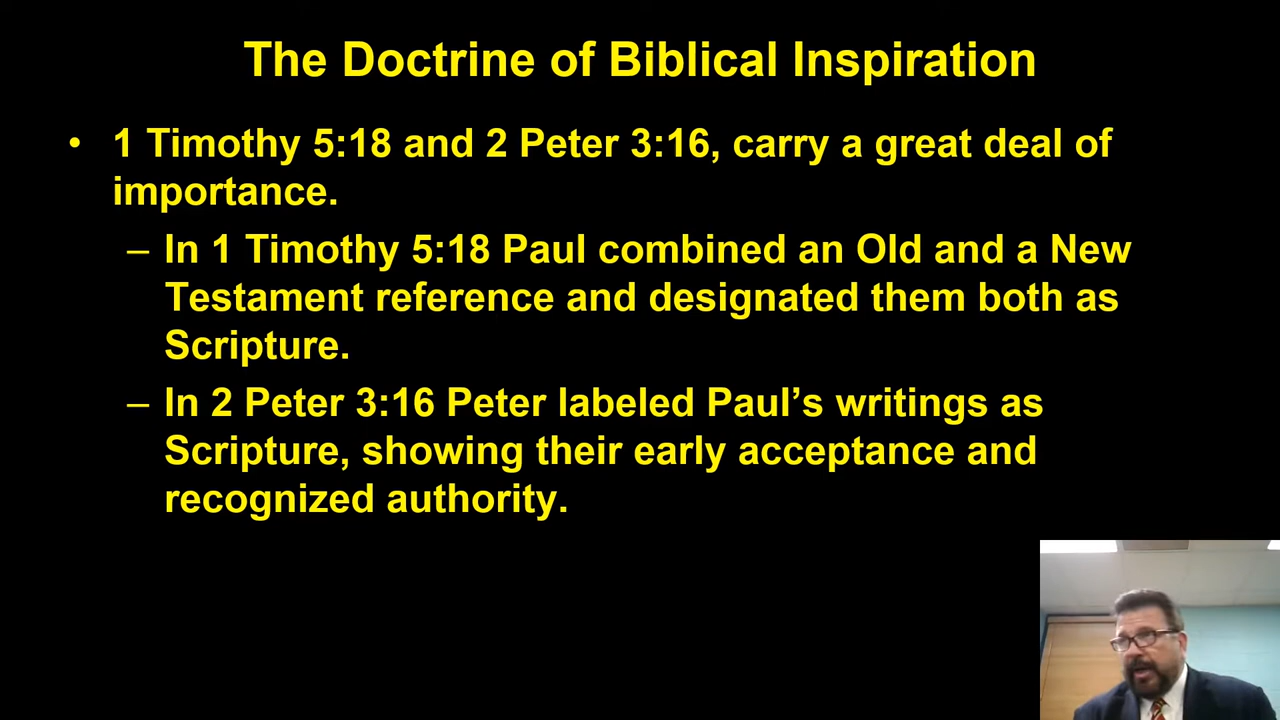 The Doctrine of Biblical Inspiration
• 1 Timothy 5:18 and 2 Peter 3:16, carry a great deal of
importance.
– In 1 Timothy 5:18 Paul combined an Old and a New
Testament reference and designated them both as
Scripture.
– In 2 Peter 3:16 Peter labeled Paul’s writings as
Scripture, showing their early acceptance and
recognized authority.